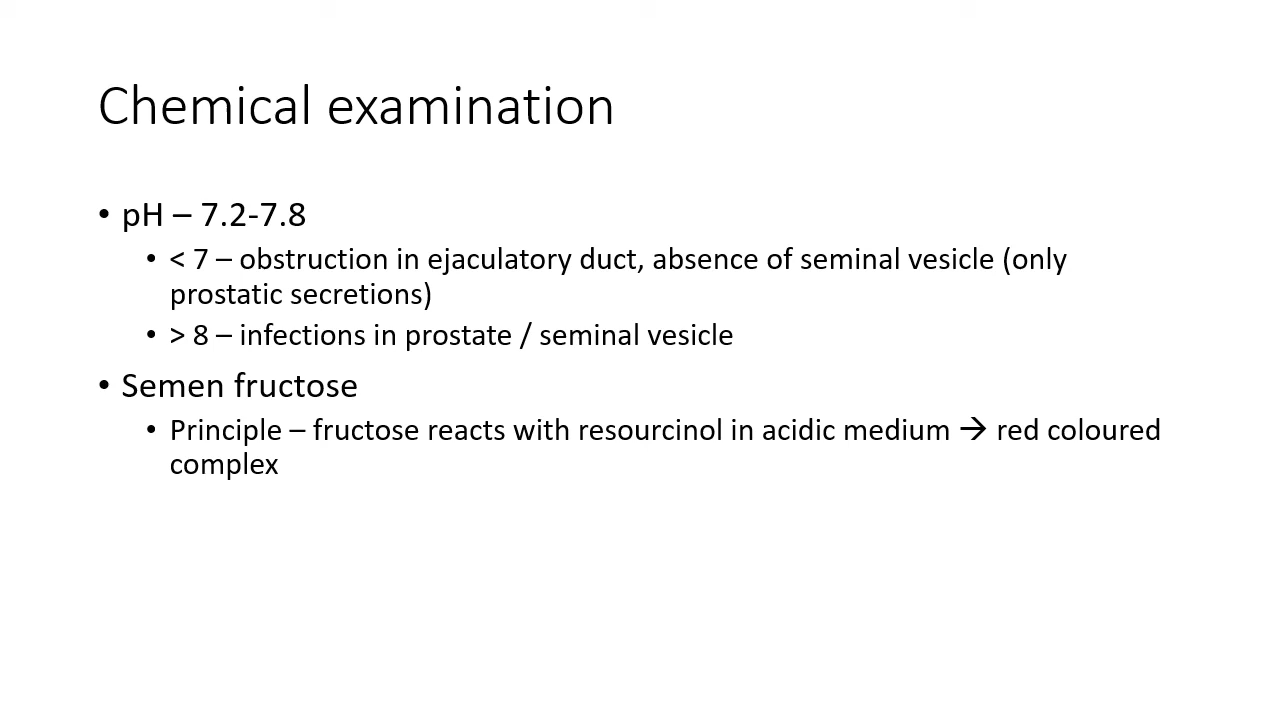 Chemical examination
• pH – 7.2-7.8
• < 7 – obstruction in ejaculatory duct, absence of seminal vesicle (only
prostatic secretions)
• > 8 – infections in prostate / seminal vesicle
• Semen fructose
• Principle – fructose reacts with resourcinol in acidic medium → red coloured
complex